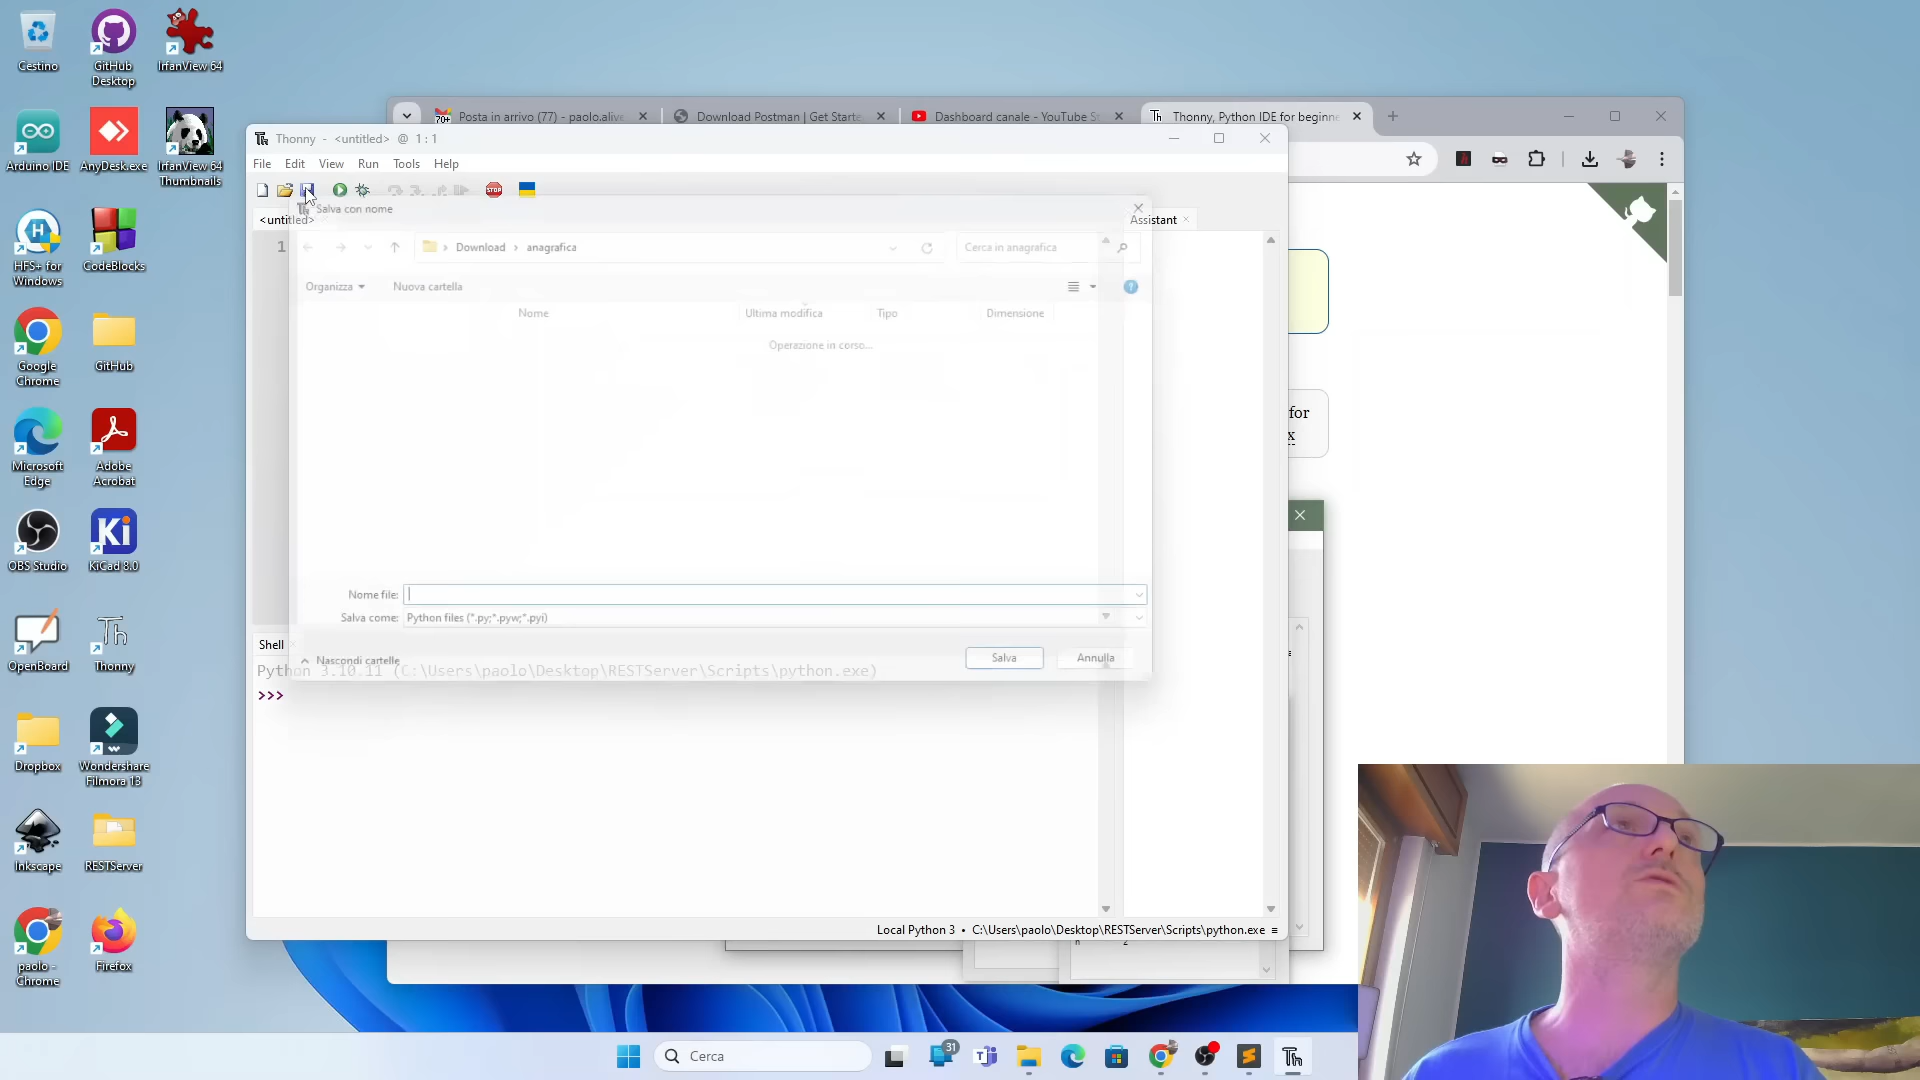 Cestino
GitHub
Desktop
IrfanView 64
Arduino IDE
AnyDesk.exe
IrfanView 64
Thumbnails
HFS+ for
Windows
CodeBlocks
Google
Chrome
GitHub
Microsoft
Edge
Adobe
Acrobat
OBS Studio
KiCad 8.0
OpenBoard
Thonny
Dropbox
Wondershare
Filmora 13
Inkscape
RESTServer
paolo -
Chrome
Firefox
70+
Posta in arrivo (77) - paolo.alive
Download Postman | Get Starte
Dashboard canale - YouTube St
Thonny, Python IDE for beginne
Thonny - <untitled> @ 1 : 1
File Edit View Run Tools Help
STOP
<untitled>
Assistant
1
Salva con nome
Download > anagrafica
Cerca in anagrafica
Organizza
Nuova cartella
Nome
Ultima modifica
Tipo
Dimensione
Operazione in corso...
Nome file:
Salva come:
Python files (*.py;*.pyw;*.pyi)
Nascondi cartelle
Salva
Annulla
for
x
Shell
Python 3.10.11 (C:\Users\paolo\Desktop\RESTServer\Scripts\python.exe)
>>>
Local Python 3 • C:\Users\paolo\Desktop\RESTServer\Scripts\python.exe ≡
2
Cerca
31